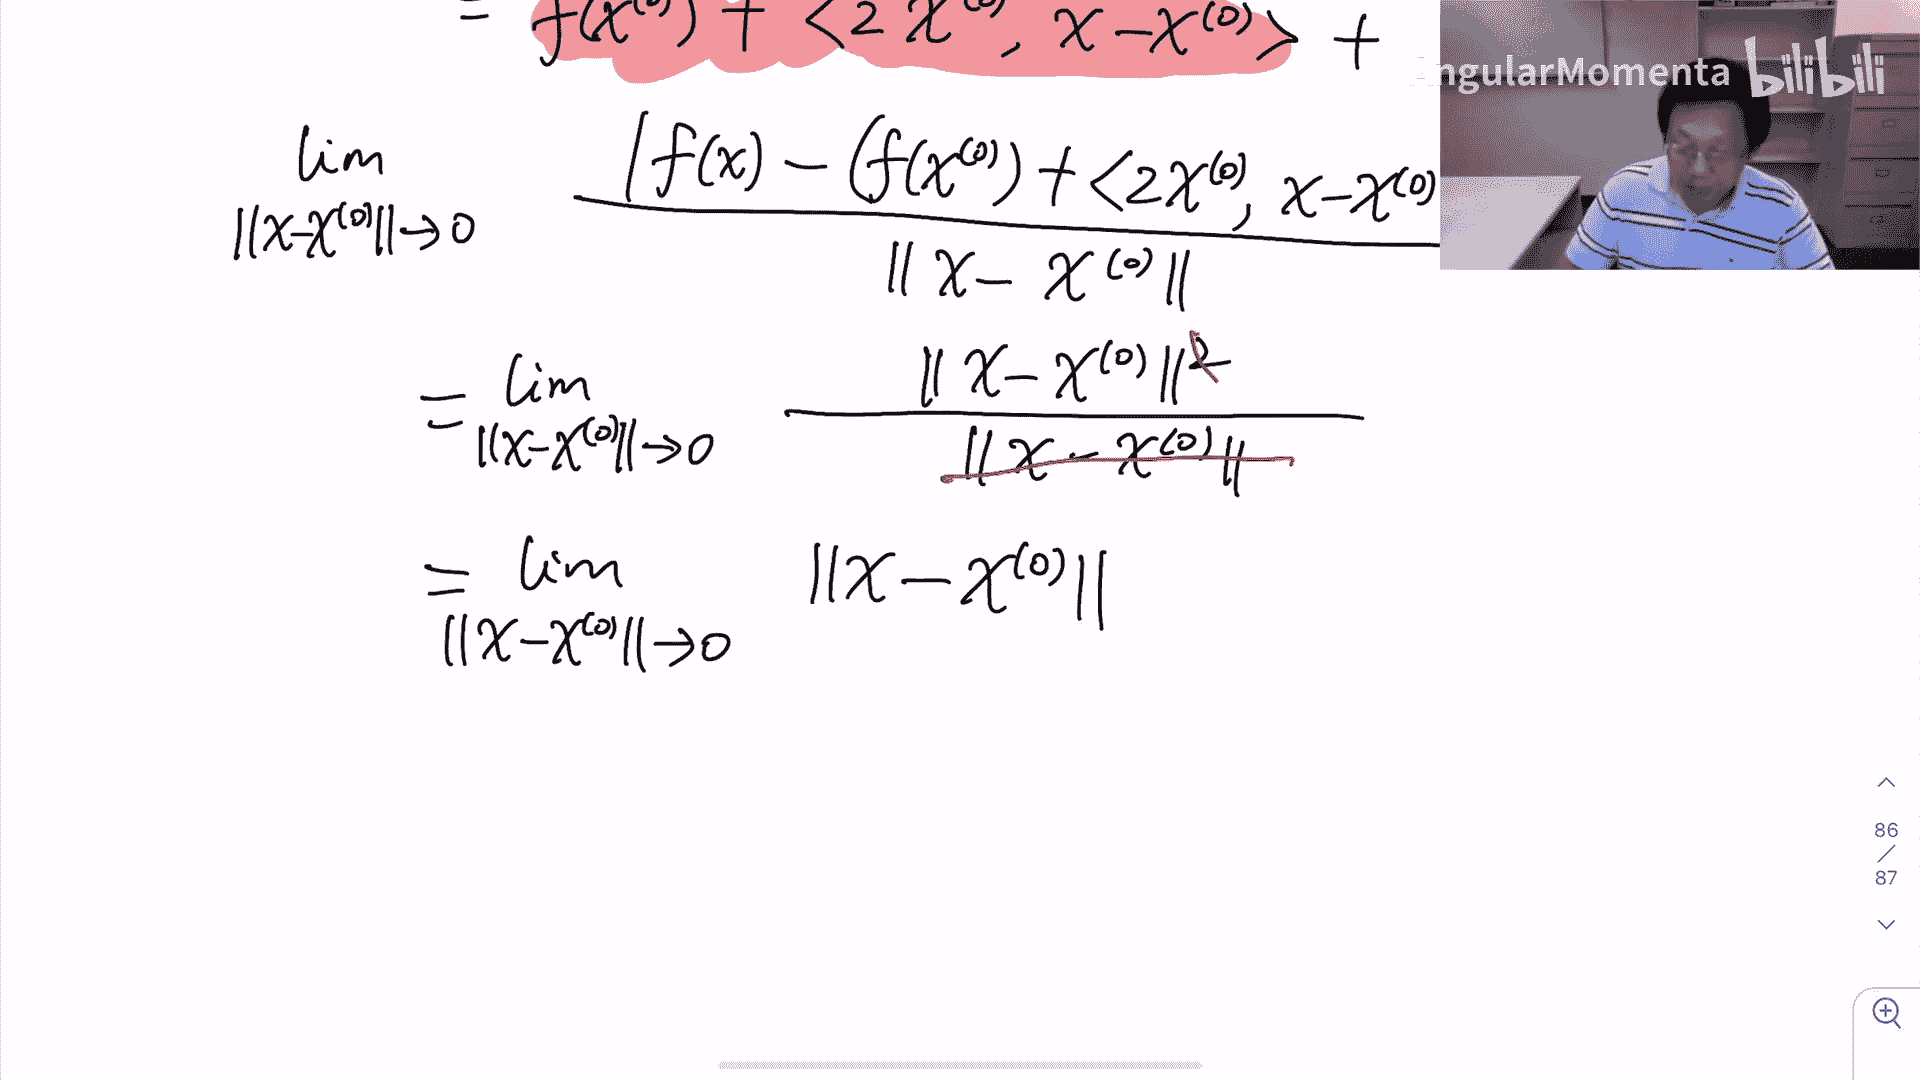 = f(x^(0)) + <2x^(0), x-x^(0)> +
ngularMomenta bilibili
lim |f(x) - (f(x^(0)) + <2x^(0), x-x^(0)
||x-x^(0)||→0 ||x-x^(0)||
= lim ||x-x^(0)||^2
||x-x^(0)||→0 ||x-x^(0)||
= lim ||x-x^(0)||
||x-x^(0)||→0
86
/
87